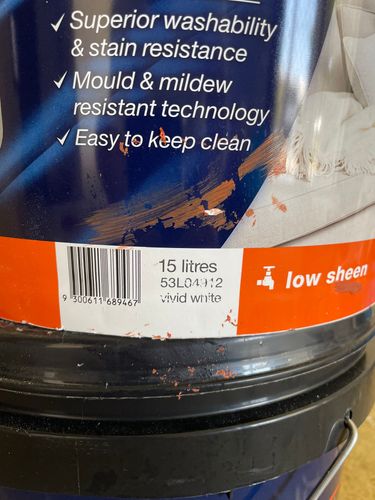 ✓ Superior washability
& stain resistance
✓ Mould & mildew
resistant technology
✓ Easy to keep clean
15 litres
53L04912
vivid white
9 300611 689467
low sheen